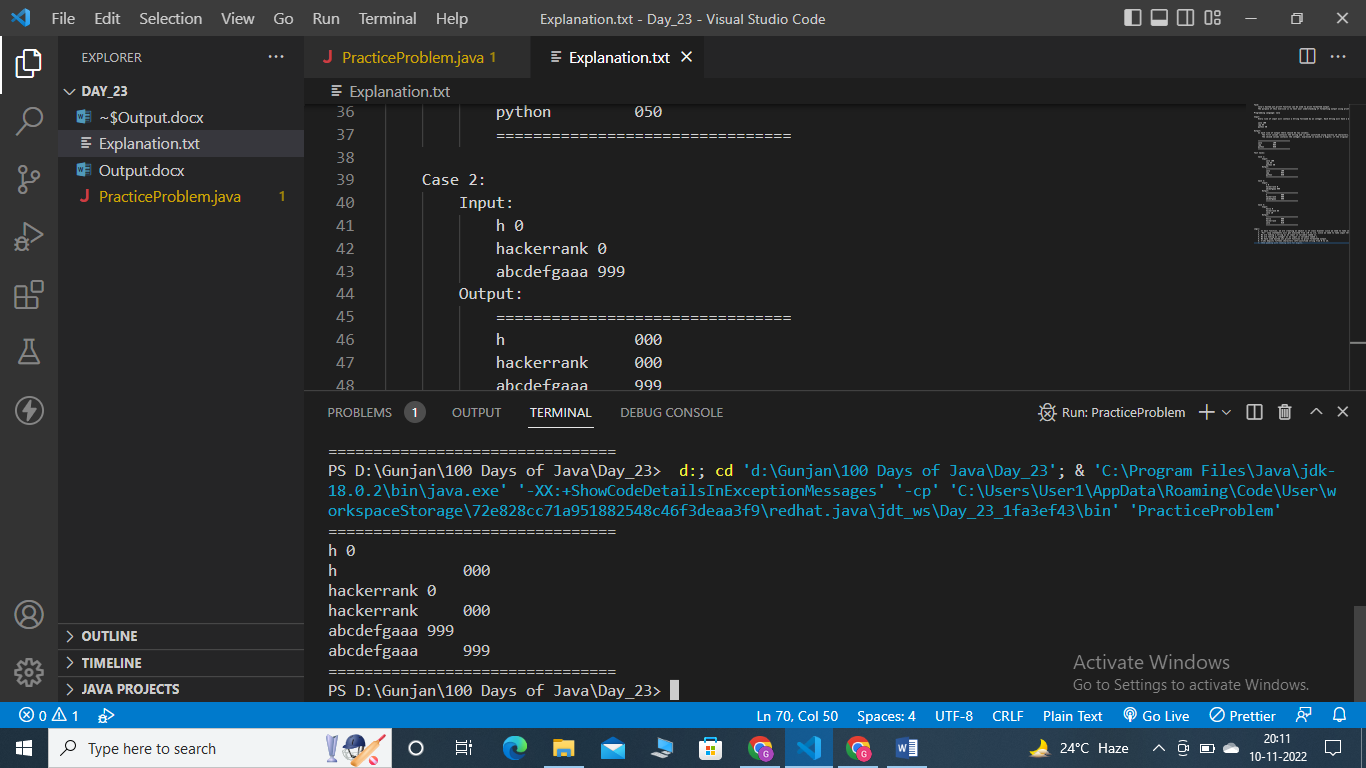 File Edit Selection View Go Run Terminal Help Explanation.txt - Day_23 - Visual Studio Code
EXPLORER
DAY_23
~$Output.docx
Explanation.txt
Output.docx
PracticeProblem.java 1
OUTLINE
TIMELINE
JAVA PROJECTS
PracticeProblem.java 1 Explanation.txt
Explanation.txt
36 python 050
37 ================================
38
39 Case 2:
40 Input:
41 h 0
42 hackerrank 0
43 abcdefgaaa 999
44 Output:
45 ================================
46 h 000
47 hackerrank 000
48 abcdefgaaa 999
PROBLEMS 1 OUTPUT TERMINAL DEBUG CONSOLE Run: PracticeProblem
================================
PS D:\Gunjan\100 Days of Java\Day_23> d:; cd 'd:\Gunjan\100 Days of Java\Day_23'; & 'C:\Program Files\Java\jdk-
18.0.2\bin\java.exe' '-XX:+ShowCodeDetailsInExceptionMessages' '-cp' 'C:\Users\User1\AppData\Roaming\Code\User\w
orkspaceStorage\72e828cc71a951882548c46f3deaa3f9\redhat.java\jdt_ws\Day_23_1fa3ef43\bin' 'PracticeProblem'
================================
h 0
h 000
hackerrank 0
hackerrank 000
abcdefgaaa 999
abcdefgaaa 999
================================
PS D:\Gunjan\100 Days of Java\Day_23>
Activate Windows
Go to Settings to activate Windows.
0 1 Ln 70, Col 50 Spaces: 4 UTF-8 CRLF Plain Text Go Live Prettier
Type here to search
24°C Haze
20:11
10-11-2022